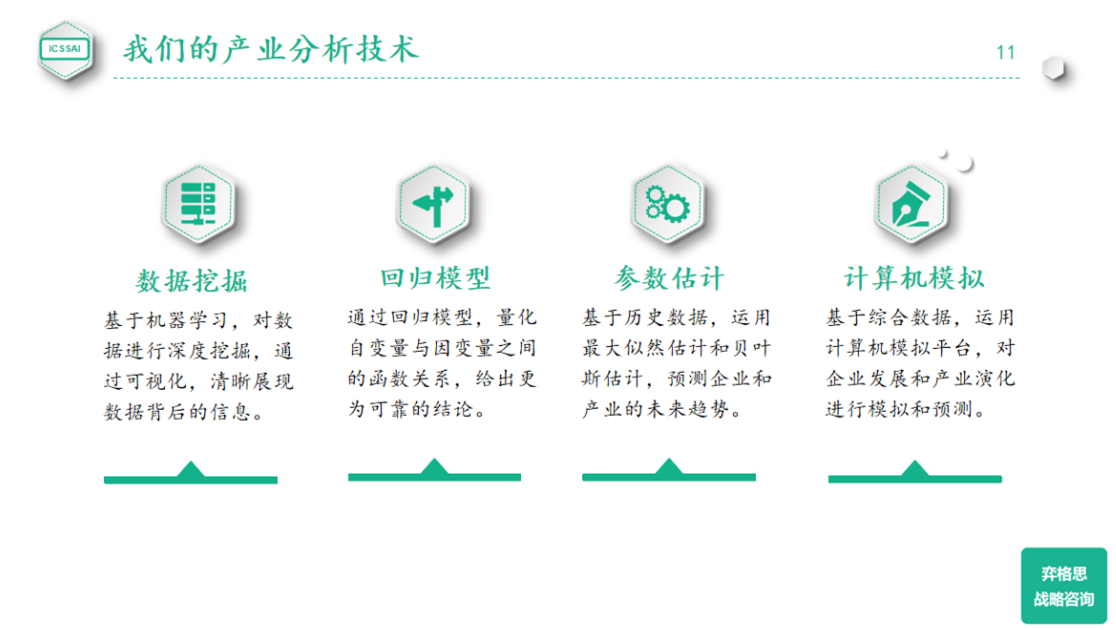 ICSSAI
我们的产业分析技术
11
数据挖掘
基于机器学习，对数
据进行深度挖掘，通
过可视化，清晰展现
数据背后的信息。
回归模型
通过回归模型，量化
自变量与因变量之间
的函数关系，给出更
为可靠的结论。
参数估计
基于历史数据，运用
最大似然估计和贝叶
斯估计，预测企业和
产业的未来趋势。
计算机模拟
基于综合数据，运用
计算机模拟平台，对
企业发展和产业演化
进行模拟和预测。
弈格思
战略咨询